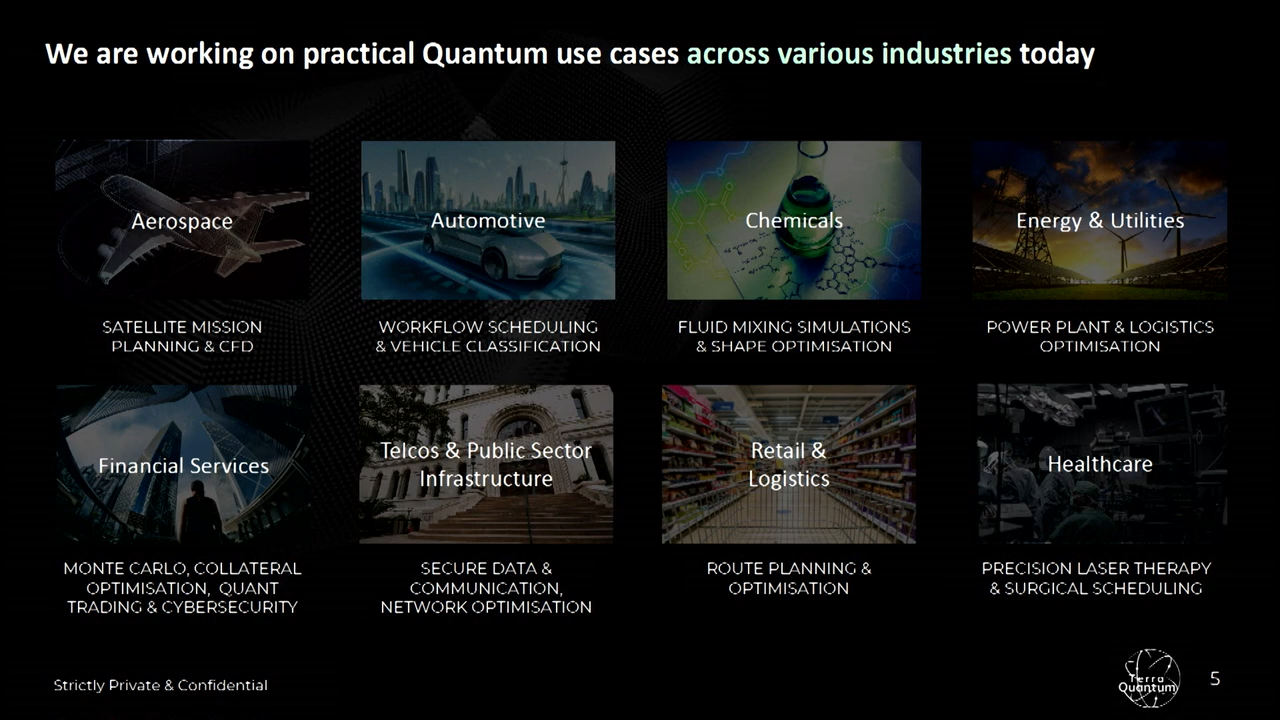 We are working on practical Quantum use cases across various industries today
Aerospace
SATELLITE MISSION
PLANNING & CFD
Automotive
WORKFLOW SCHEDULING
& VEHICLE CLASSIFICATION
Chemicals
FLUID MIXING SIMULATIONS
& SHAPE OPTIMISATION
Energy & Utilities
POWER PLANT & LOGISTICS
OPTIMISATION
Financial Services
MONTE CARLO, COLLATERAL
OPTIMISATION, QUANT
TRADING & CYBERSECURITY
Telcos & Public Sector
Infrastructure
SECURE DATA &
COMMUNICATION,
NETWORK OPTIMISATION
Retail &
Logistics
ROUTE PLANNING &
OPTIMISATION
Healthcare
PRECISION LASER THERAPY
& SURGICAL SCHEDULING
Strictly Private & Confidential
Terra
Quantum
5